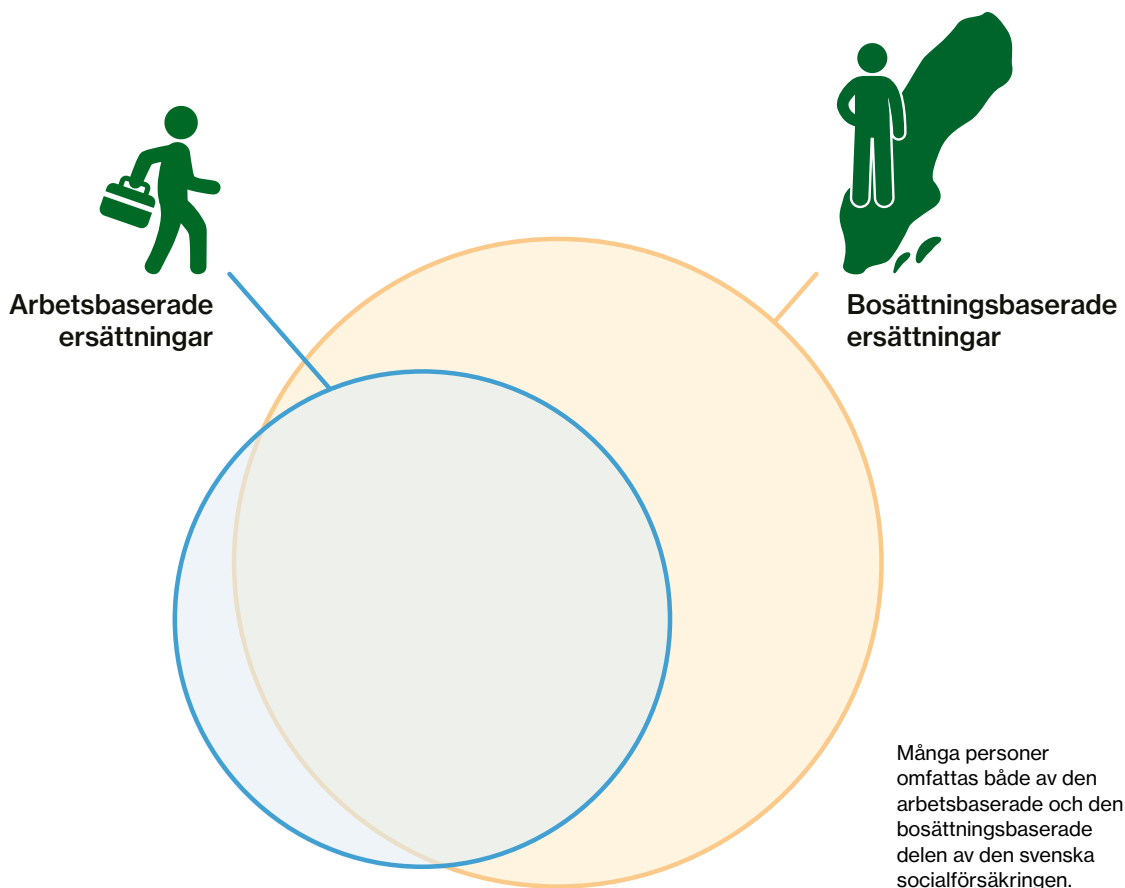 Arbetsbaserade
ersättningar
Bosättningsbaserade
ersättningar
Många personer
omfattas både av den
arbetsbaserade och den
bosättningsbaserade
delen av den svenska
socialförsäkringen.